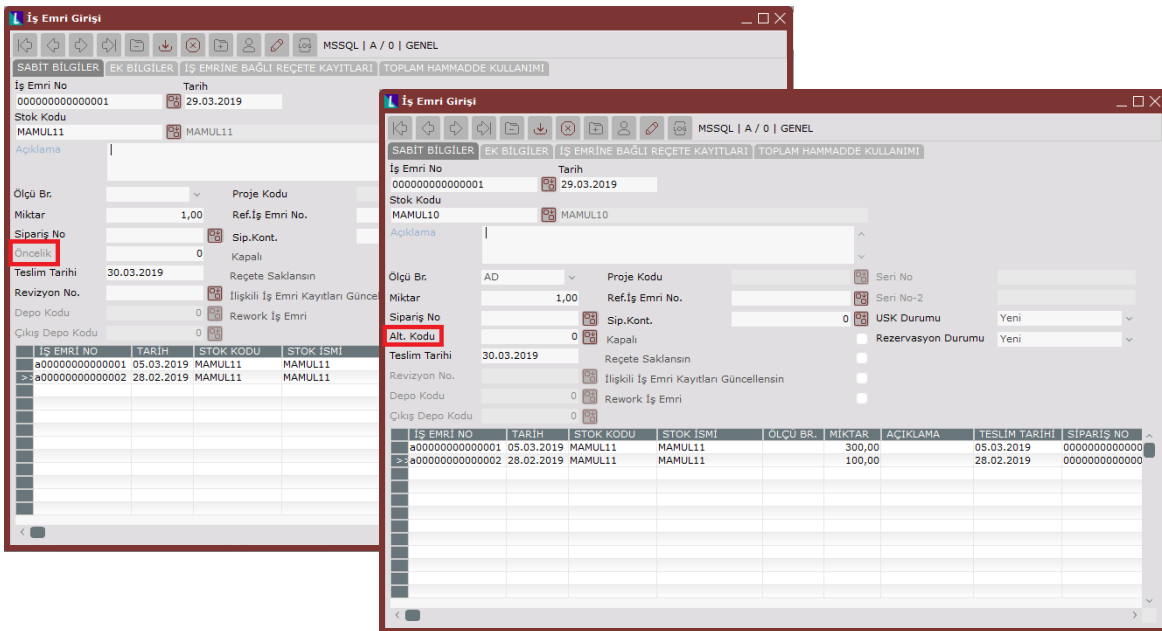 İş Emri Girişi
MSSQL | A / 0 | GENEL
SABİT BİLGİLER EK BİLGİLER İŞ EMRİNE BAĞLI REÇETE KAYITLARI TOPLAM HAMMADDE KULLANIMI
İş Emri No Tarih
000000000000001 29.03.2019
Stok Kodu
MAMUL11 MAMUL11
Açıklama
Ölçü Br. Proje Kodu
Miktar 1,00 Ref.İş Emri No.
Sipariş No Sip.Kont.
Öncelik 0 Kapalı
Teslim Tarihi 30.03.2019 Reçete Saklansın
Revizyon No. İlişkili İş Emri Kayıtları Güncel
Depo Kodu 0 Rework İş Emri
Çıkış Depo Kodu 0
İŞ EMRİ NO TARİH STOK KODU STOK İSMİ
a00000000000001 05.03.2019 MAMUL11 MAMUL11
>> a00000000000002 28.02.2019 MAMUL11 MAMUL11
İş Emri Girişi
LOG MSSQL | A / 0 | GENEL
SABİT BİLGİLER EK BİLGİLER İŞ EMRİNE BAĞLI REÇETE KAYITLARI TOPLAM HAMMADDE KULLANIMI
İş Emri No Tarih
000000000000001 29.03.2019
Stok Kodu
MAMUL10 MAMUL10
Açıklama
Ölçü Br. AD Proje Kodu Seri No
Miktar 1,00 Ref.İş Emri No. Seri No-2
Sipariş No Sip.Kont. 0 USK Durumu Yeni
Alt. Kodu 0 Kapalı Rezervasyon Durumu Yeni
Teslim Tarihi 30.03.2019 Reçete Saklansın
Revizyon No. İlişkili İş Emri Kayıtları Güncellensin
Depo Kodu 0 Rework İş Emri
Çıkış Depo Kodu 0
İŞ EMRİ NO TARİH STOK KODU STOK İSMİ ÖLÇÜ BR. MİKTAR AÇIKLAMA TESLİM TARİHİ SİPARİŞ NO
a00000000000001 05.03.2019 MAMUL11 MAMUL11 300,00 05.03.2019 0000000000000
>> a00000000000002 28.02.2019 MAMUL11 MAMUL11 100,00 28.02.2019 0000000000000